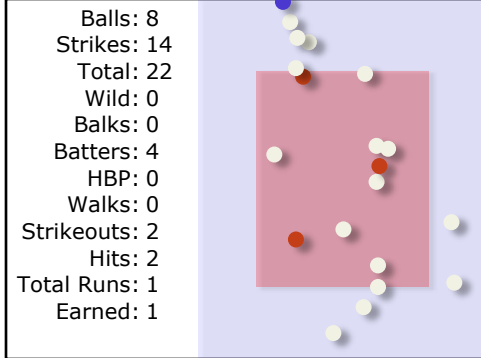 Balls: 8
Strikes: 14
Total: 22
Wild: 0
Balks: 0
Batters: 4
HBP: 0
Walks: 0
Strikeouts: 2
Hits: 2
Total Runs: 1
Earned: 1